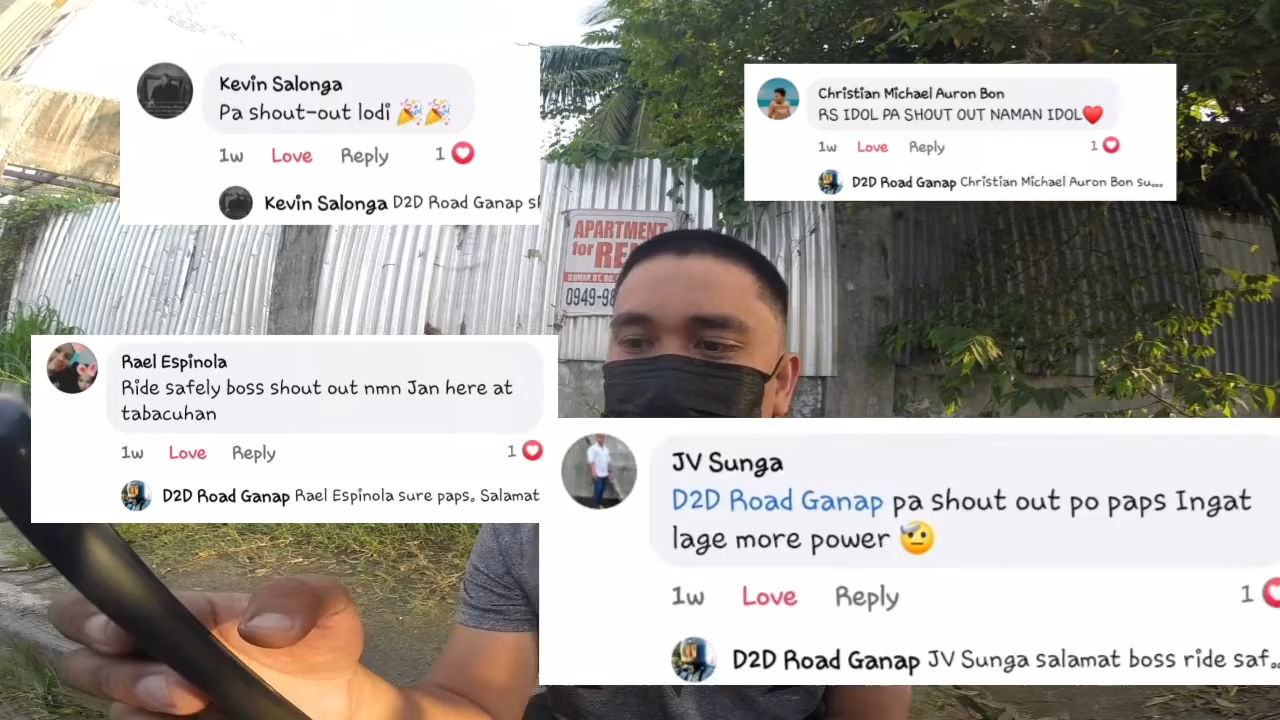 Kevin Salonga
Pa shout-out lodi 🎉🎉
1w Love Reply 1
Kevin Salonga D2D Road Ganap
Christian Michael Auron Bon
RS IDOL PA SHOUT OUT NAMAN IDOL❤️
1w Love Reply 1
D2D Road Ganap Christian Michael Auron Bon su...
APARTMENT
for
0949-98
Rael Espinola
Ride safely boss shout out nmn Jan here at
tabacuhan
1w Love Reply 1
D2D Road Ganap Rael Espinola sure paps. Salamat
JV Sunga
D2D Road Ganap pa shout out po paps Ingat
lage more power 🤕
1w Love Reply 1
D2D Road Ganap JV Sunga salamat boss ride saf...